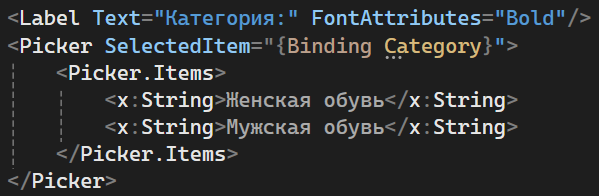 <Label Text="Категория:" FontAttributes="Bold"/>
<Picker SelectedItem="{Binding Category}">
    <Picker.Items>
        <x:String>Женская обувь</x:String>
        <x:String>Мужская обувь</x:String>
    </Picker.Items>
</Picker>